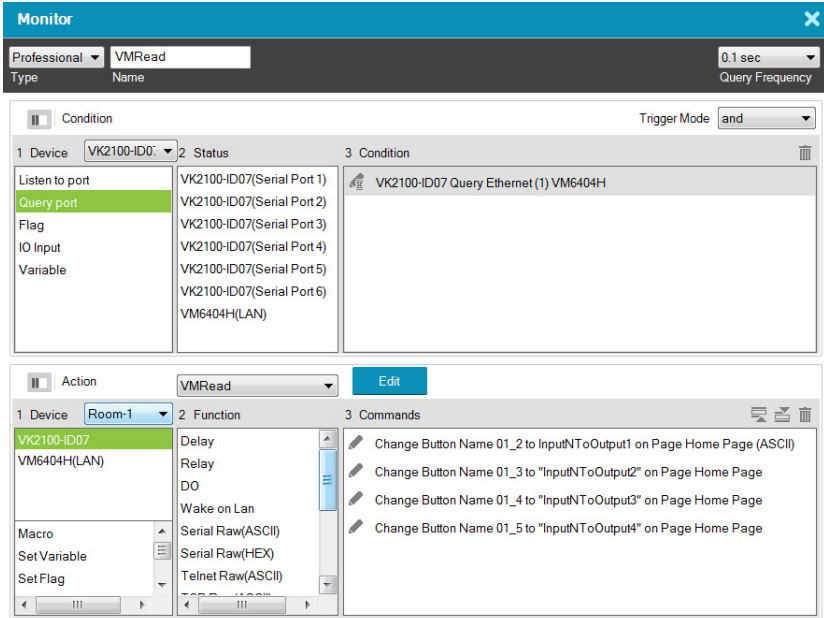 Monitor
Professional VMRead 0.1 sec
Type Name Query Frequency
Condition Trigger Mode and
1 Device VK2100-ID0 2 Status 3 Condition
Listen to port
Query port
Flag
IO Input
Variable
VK2100-ID07(Serial Port 1)
VK2100-ID07(Serial Port 2)
VK2100-ID07(Serial Port 3)
VK2100-ID07(Serial Port 4)
VK2100-ID07(Serial Port 5)
VK2100-ID07(Serial Port 6)
VM6404H(LAN)
VK2100-ID07 Query Ethernet (1) VM6404H
Action VMRead Edit
1 Device Room-1 2 Function 3 Commands
VK2100-ID07
VM6404H(LAN)
Macro
Set Variable
Set Flag
Delay
Relay
DO
Wake on Lan
Serial Raw(ASCII)
Serial Raw(HEX)
Telnet Raw(ASCII)
Change Button Name 01_2 to InputNToOutput1 on Page Home Page (ASCII)
Change Button Name 01_3 to "InputNToOutput2" on Page Home Page
Change Button Name 01_4 to "InputNToOutput3" on Page Home Page
Change Button Name 01_5 to "InputNToOutput4" on Page Home Page